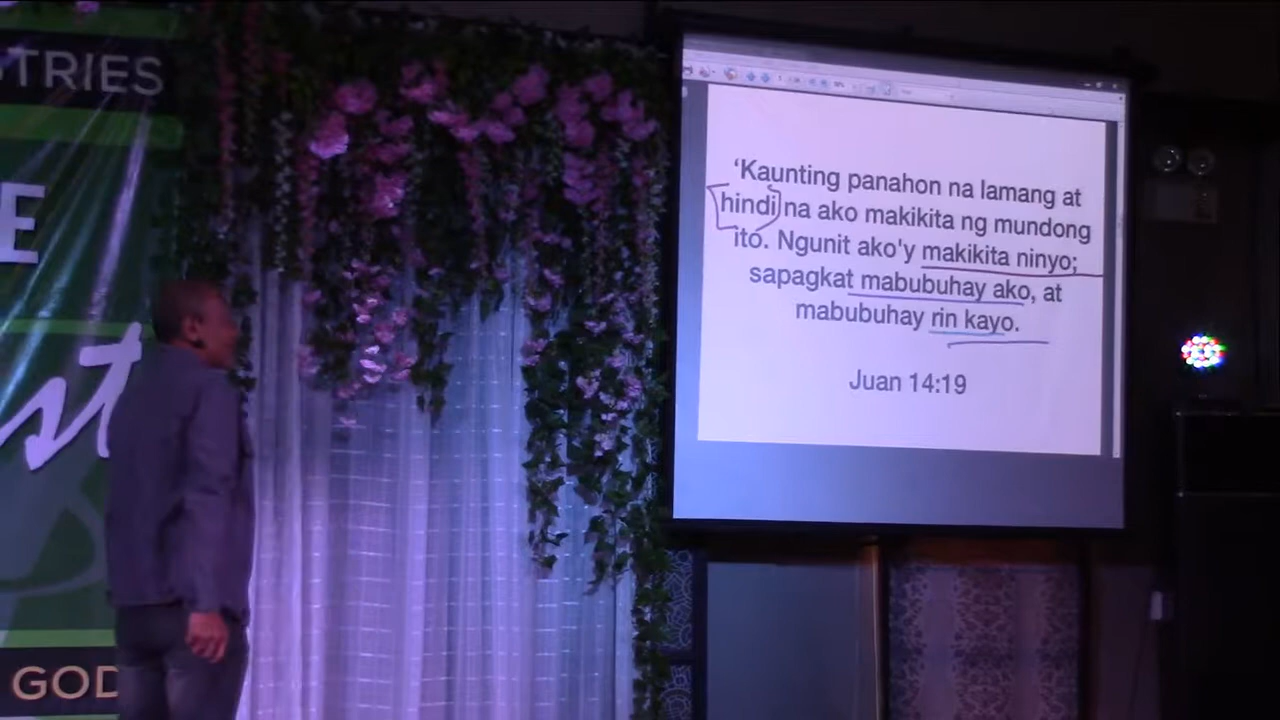 TRIES
E
st
GOD
‘Kaunting panahon na lamang at
hindi na ako makikita ng mundong
ito. Ngunit ako'y makikita ninyo;
sapagkat mabubuhay ako, at
mabubuhay rin kayo.
Juan 14:19